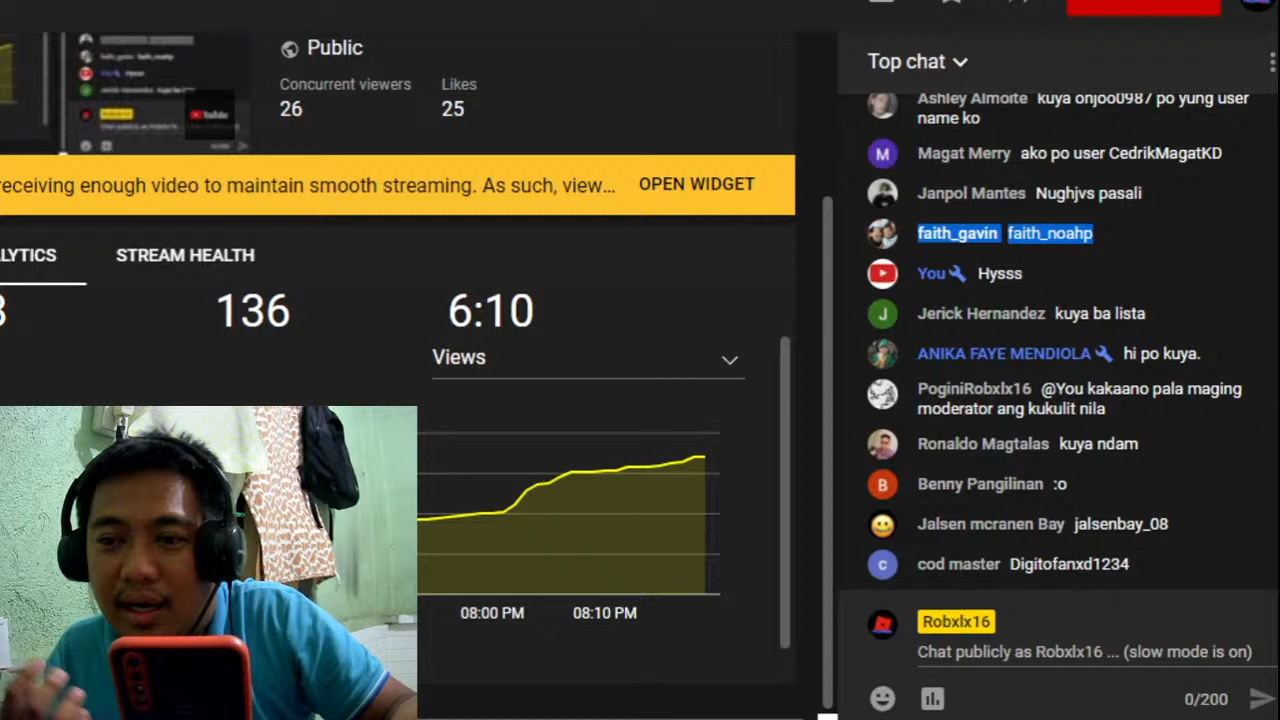 Public
Concurrent viewers
Likes
26
25
receiving enough video to maintain smooth streaming. As such, view...
OPEN WIDGET
LYTICS
STREAM HEALTH
136
6:10
Views
08:00 PM
08:10 PM
Top chat
Ashley Almoite kuya onjoo0987 po yung user
name ko
M
Magat Merry ako po user CedrikMagatKD
Janpol Mantes Nughjvs pasali
faith_gavin faith_noahp
You Hysss
J
Jerick Hernandez kuya ba lista
ANIKA FAYE MENDIOLA hi po kuya.
PoginiRobxlx16 @You kakaano pala maging
moderator ang kukulit nila
Ronaldo Magtalas kuya ndam
B
Benny Pangilinan :o
Jalsen mcranen Bay jalsenbay_08
c
cod master Digitofanxd1234
Robxlx16
Chat publicly as Robxlx16 ... (slow mode is on)
0/200